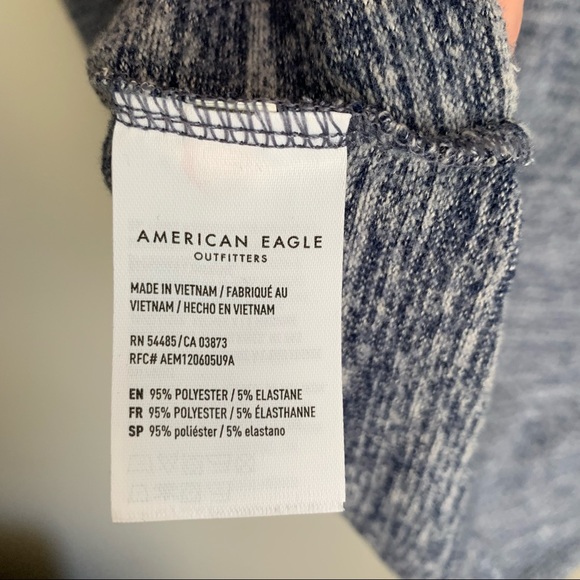 AMERICAN EAGLE
OUTFITTERS
MADE IN VIETNAM / FABRIQUÉ AU
VIETNAM / HECHO EN VIETNAM
RN 54485/CA 03873
RFC# AEM120605U9A
EN 95% POLYESTER / 5% ELASTANE
FR 95% POLYESTER / 5% ÉLASTHANNE
SP 95% poliéster / 5% elastano